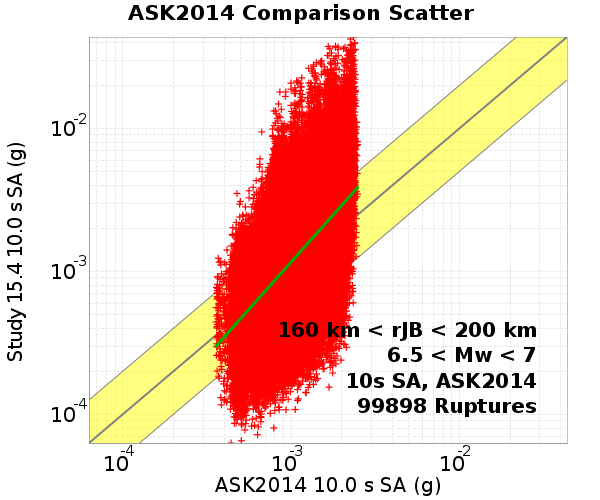 ASK2014 Comparison Scatter
Study 15.4 10.0 s SA (g)
10-2
10-3
10-4
160 km < rJB < 200 km
6.5 < Mw < 7
10s SA, ASK2014
99898 Ruptures
10-4 10-3 10-2
ASK2014 10.0 s SA (g)